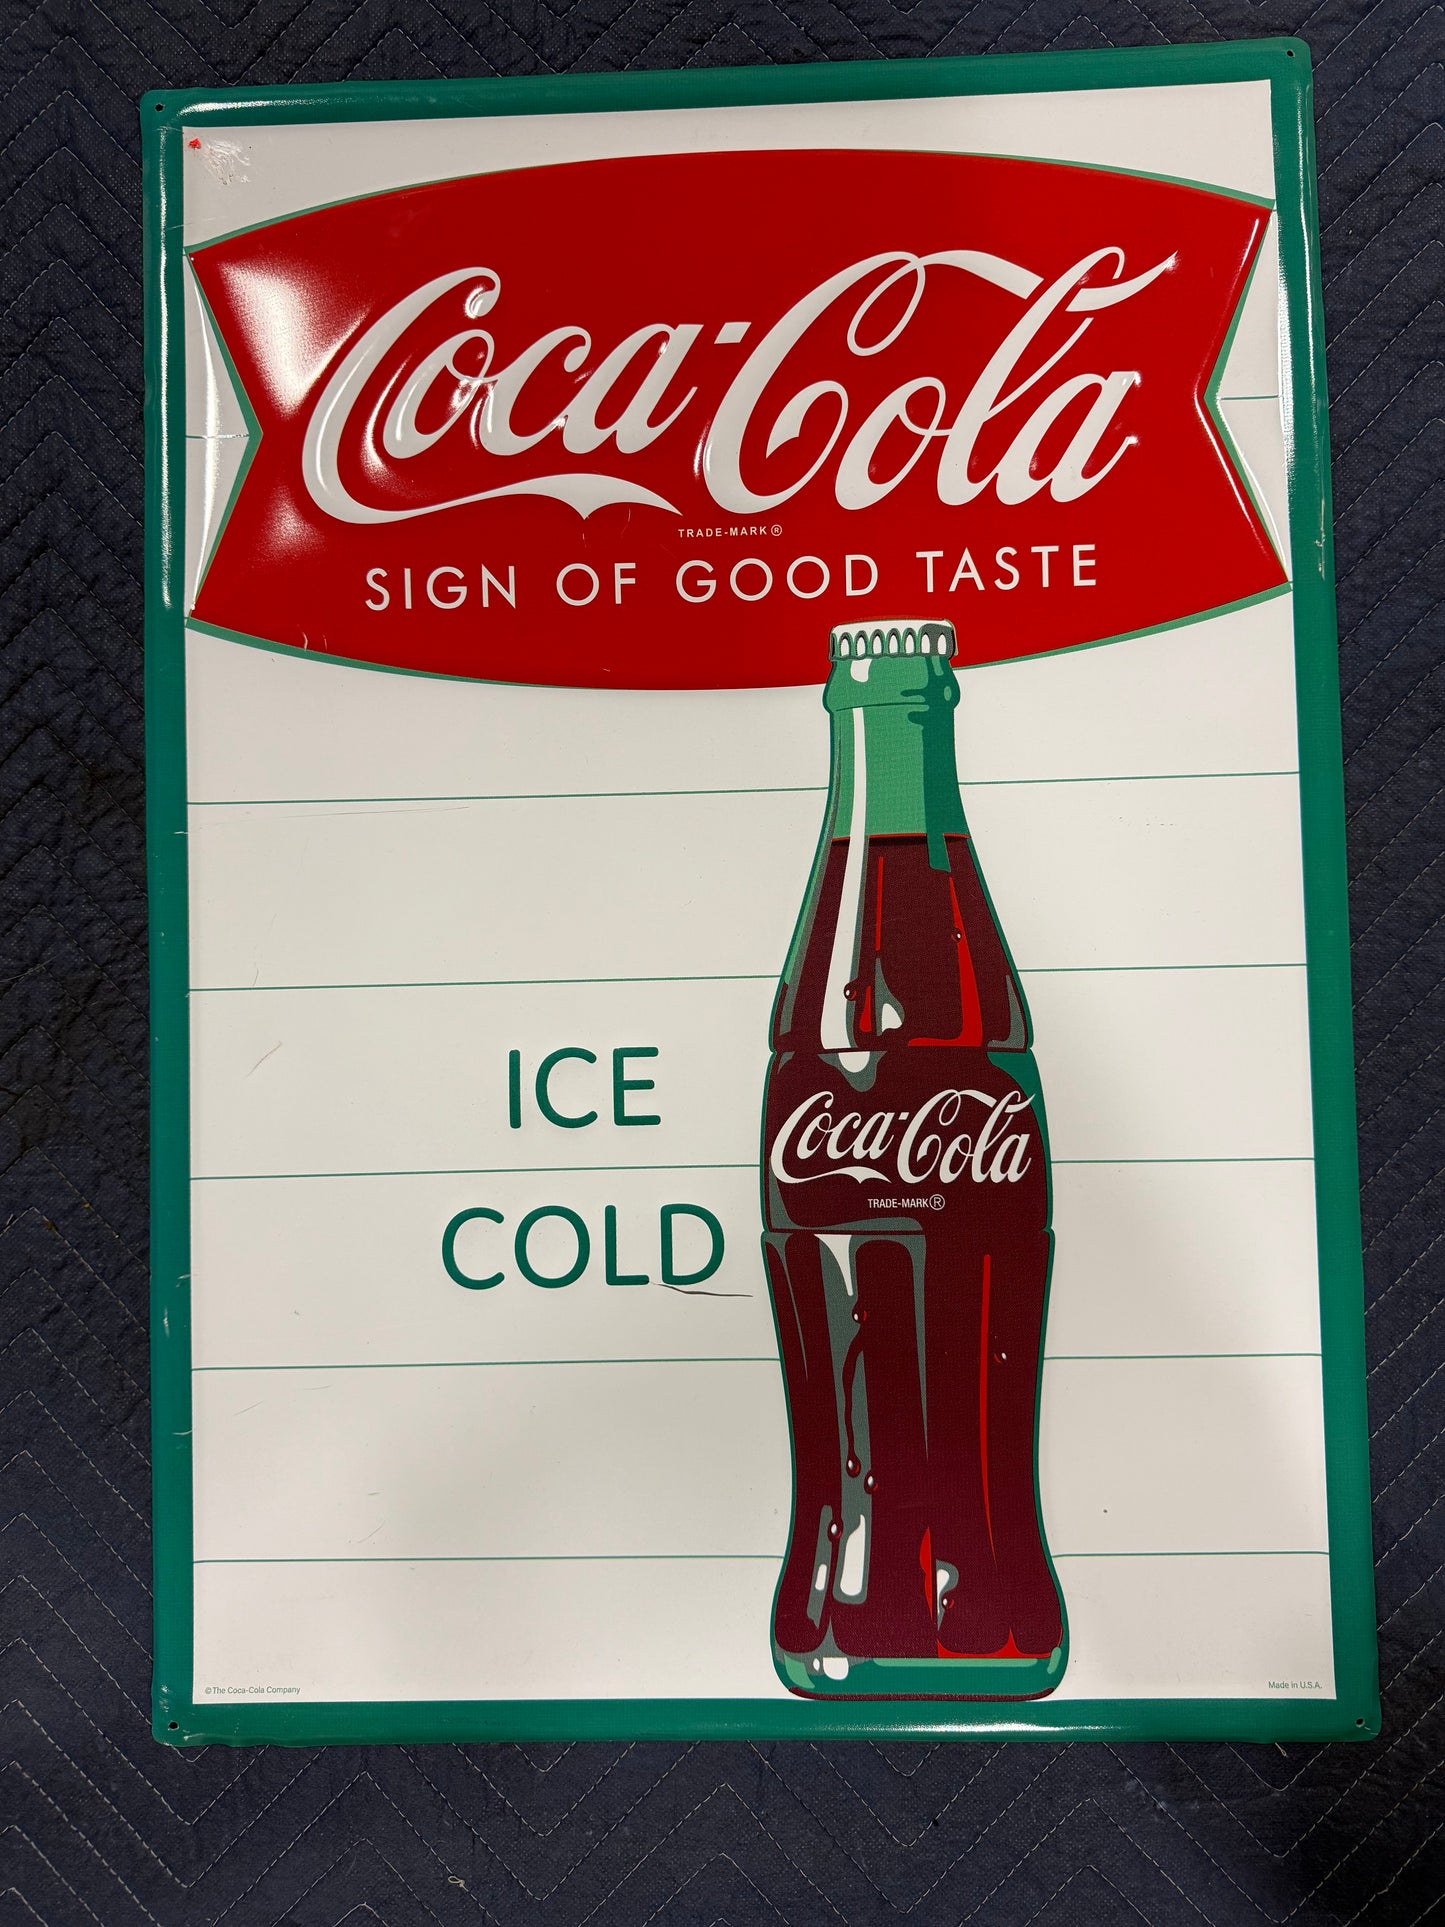 Coca-Cola
TRADE-MARK ®
SIGN OF GOOD TASTE
ICE
COLD
Coca-Cola
TRADE-MARK ®
© The Coca-Cola Company
Made in U.S.A.